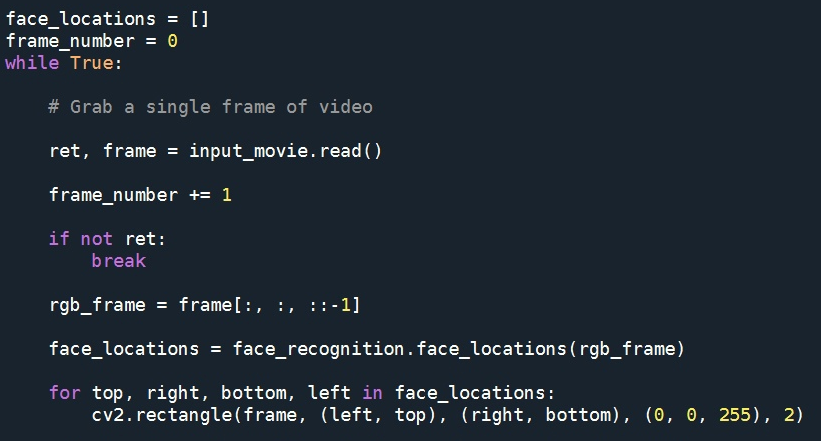 face_locations = []
frame_number = 0
while True:
# Grab a single frame of video
ret, frame = input_movie.read()
frame_number += 1
if not ret:
break
rgb_frame = frame[:, :, ::-1]
face_locations = face_recognition.face_locations(rgb_frame)
for top, right, bottom, left in face_locations:
cv2.rectangle(frame, (left, top), (right, bottom), (0, 0, 255), 2)